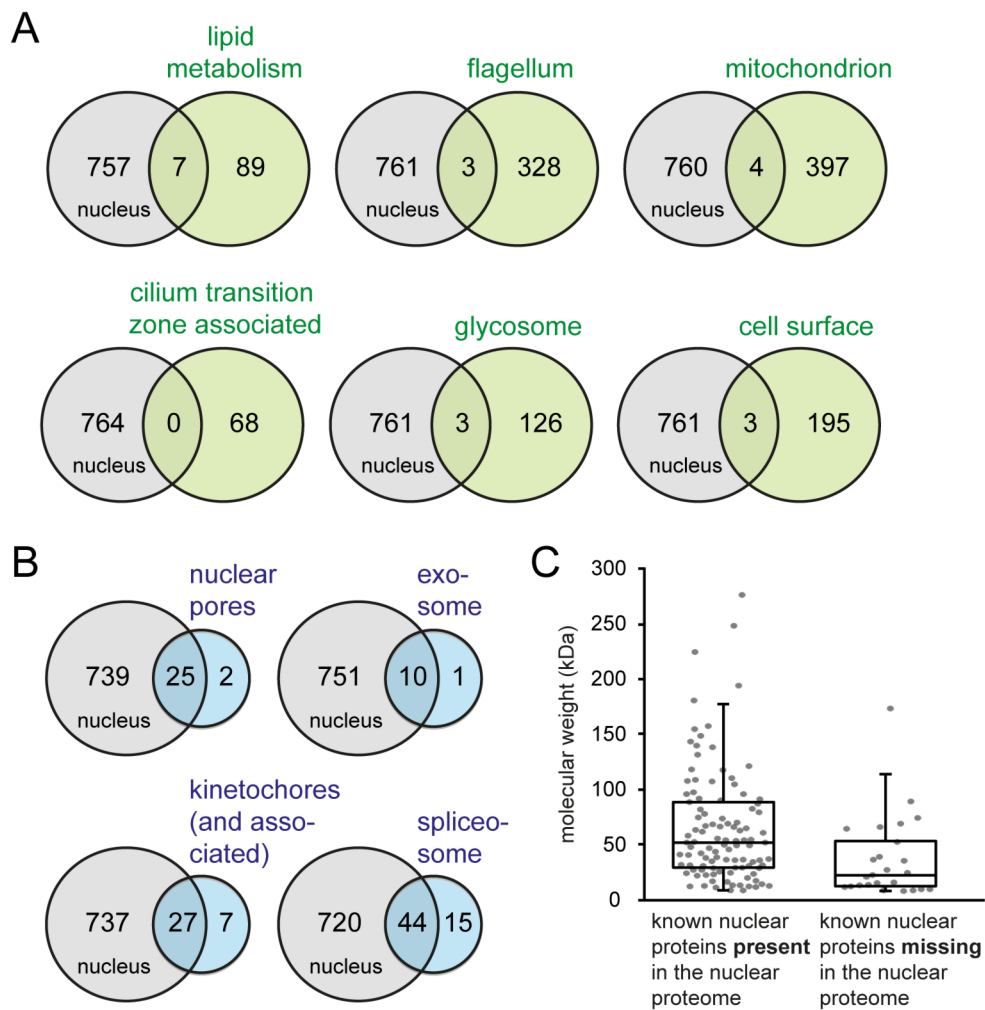 A
lipid
metabolism
757
7
89
nucleus
flagellum
761
3
328
nucleus
mitochondrion
760
4
397
nucleus
cilium transition
zone associated
764
0
68
nucleus
glycosome
761
3
126
nucleus
cell surface
761
3
195
nucleus
B
nuclear
pores
739
25
2
nucleus
exo-
some
751
10
1
nucleus
kinetochores
(and asso-
ciated)
737
27
7
nucleus
spliceo-
some
720
44
15
nucleus
C
molecular weight (kDa)
300
250
200
150
100
50
0
known nuclear
proteins present
in the nuclear
proteome
known nuclear
proteins missing
in the nuclear
proteome